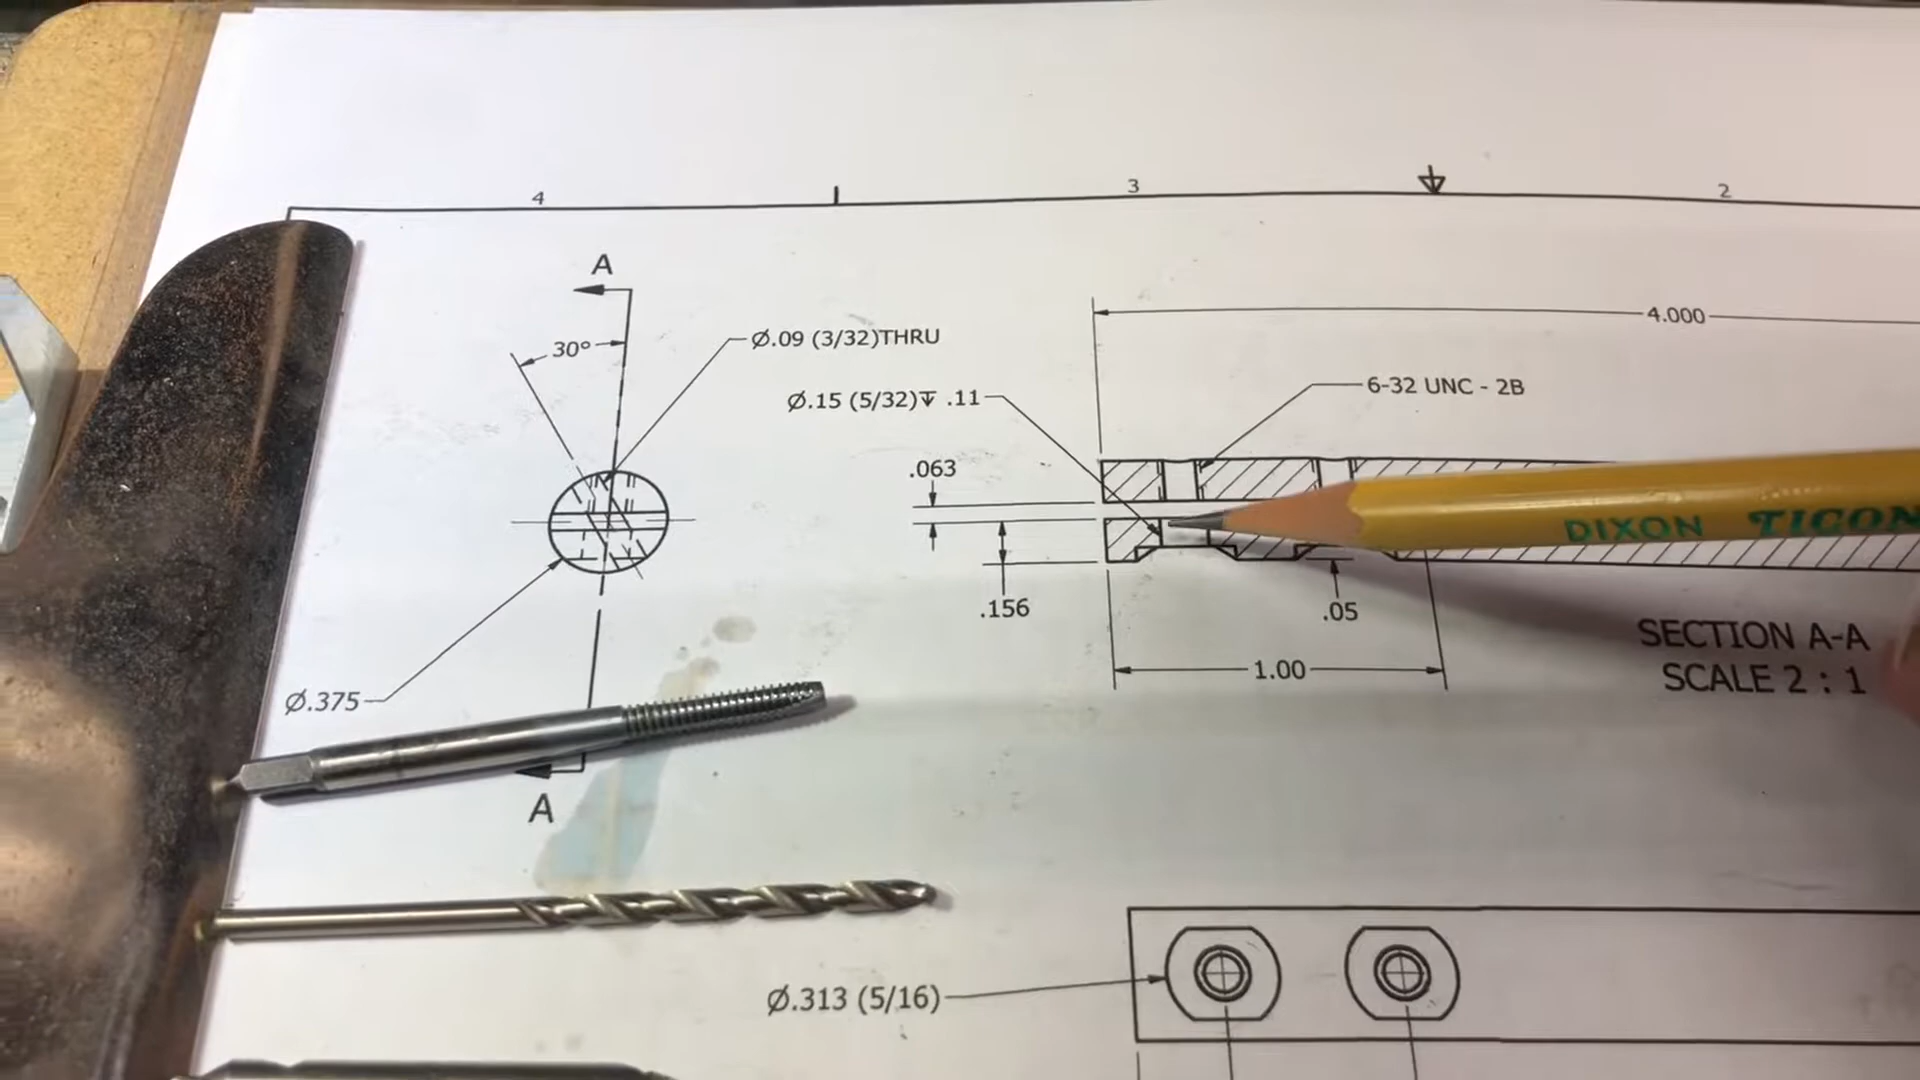 4
3
2
A
30°
Ø.09 (3/32)THRU
Ø.15 (5/32)↧ .11
6-32 UNC - 2B
4.000
.063
DIXON TICON
.156
.05
SECTION A-A
SCALE 2 : 1
1.00
Ø.375
A
Ø.313 (5/16)